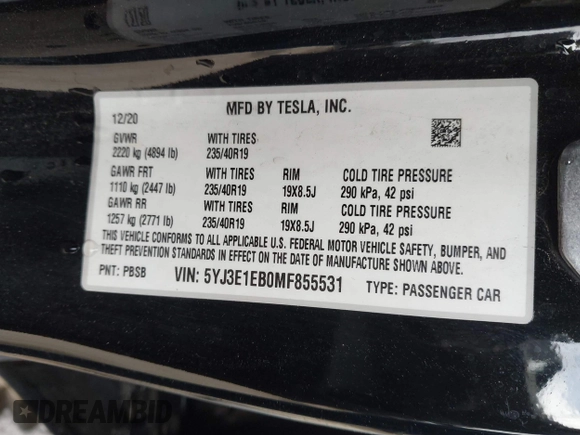 MFD BY TESLA, INC.
12/20
GVWR WITH TIRES
2220 kg (4894 lb) 235/40R19
GAWR FRT WITH TIRES RIM COLD TIRE PRESSURE
1110 kg (2447 lb) 235/40R19 19X8.5J 290 kPa, 42 psi
GAWR RR WITH TIRES RIM COLD TIRE PRESSURE
1257 kg (2771 lb) 235/40R19 19X8.5J 290 kPa, 42 psi
THIS VEHICLE CONFORMS TO ALL APPLICABLE U.S. FEDERAL MOTOR VEHICLE SAFETY, BUMPER, AND
THEFT PREVENTION STANDARDS IN EFFECT ON THE DATE OF MANUFACTURE SHOWN ABOVE.
PNT: PBSB VIN: 5YJ3E1EB0MF855531 TYPE: PASSENGER CAR
DREAMBID